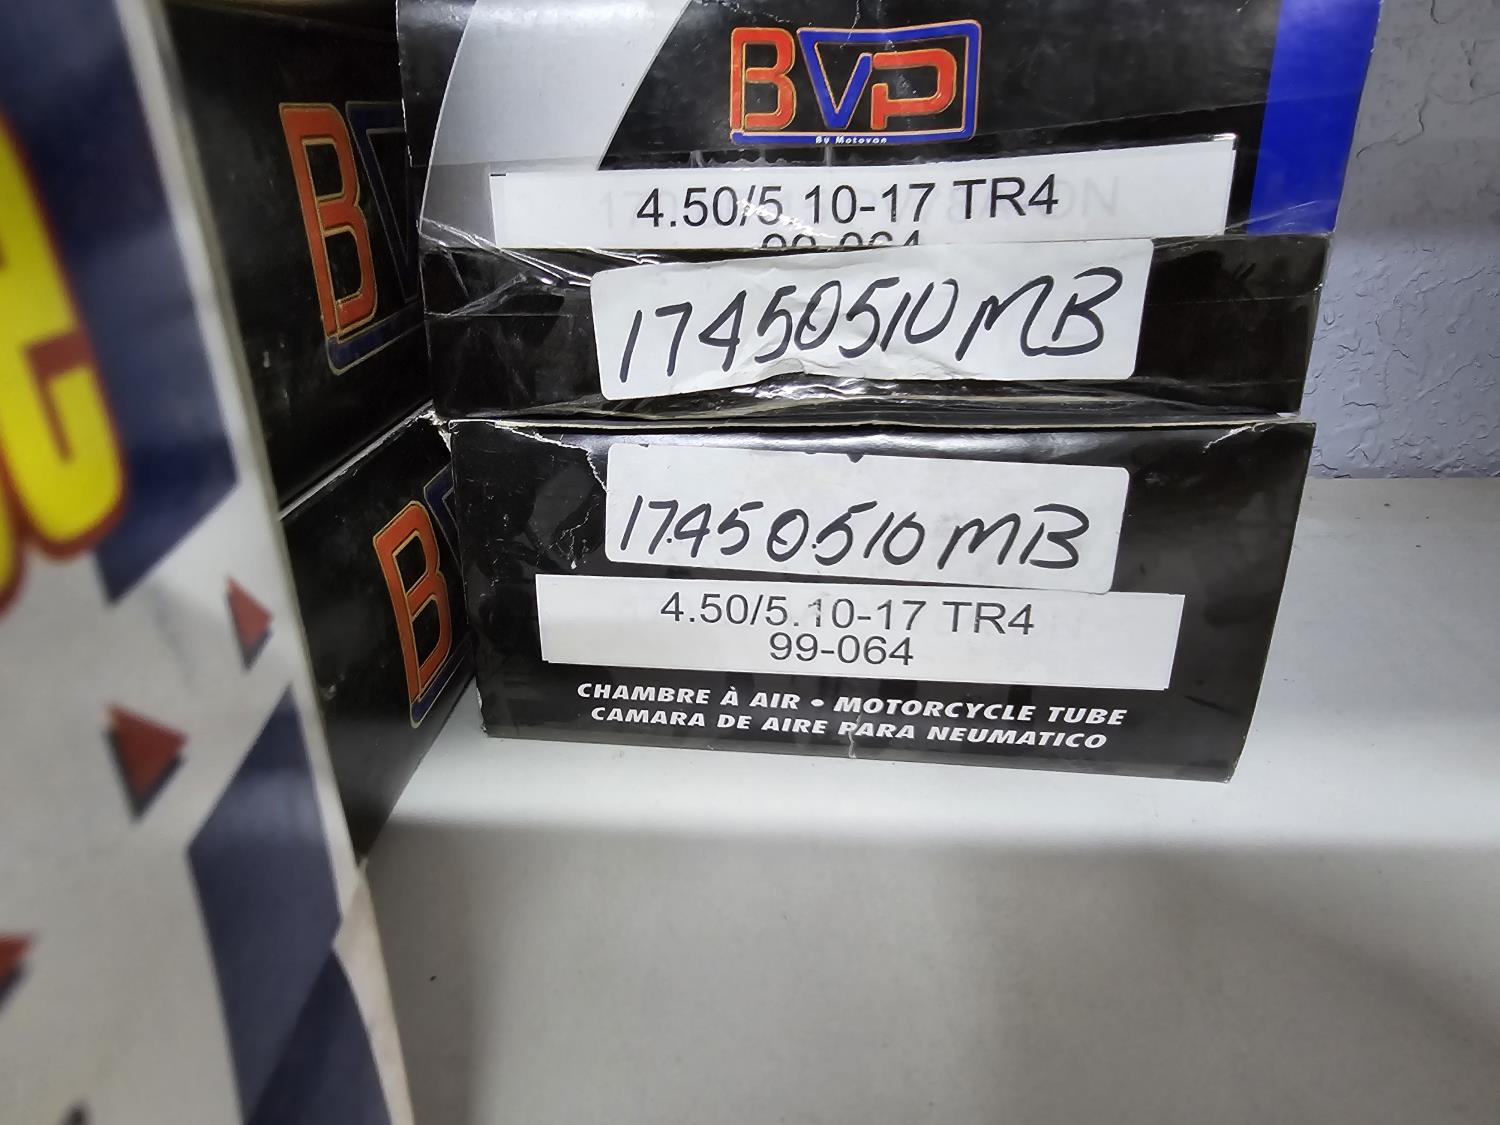 BVP
By Motovan
4.50/5.10-17 TR4
99-064
17450510MB
17450510MB
4.50/5.10-17 TR4
99-064
CHAMBRE À AIR • MOTORCYCLE TUBE
CAMARA DE AIRE PARA NEUMATICO
B
B